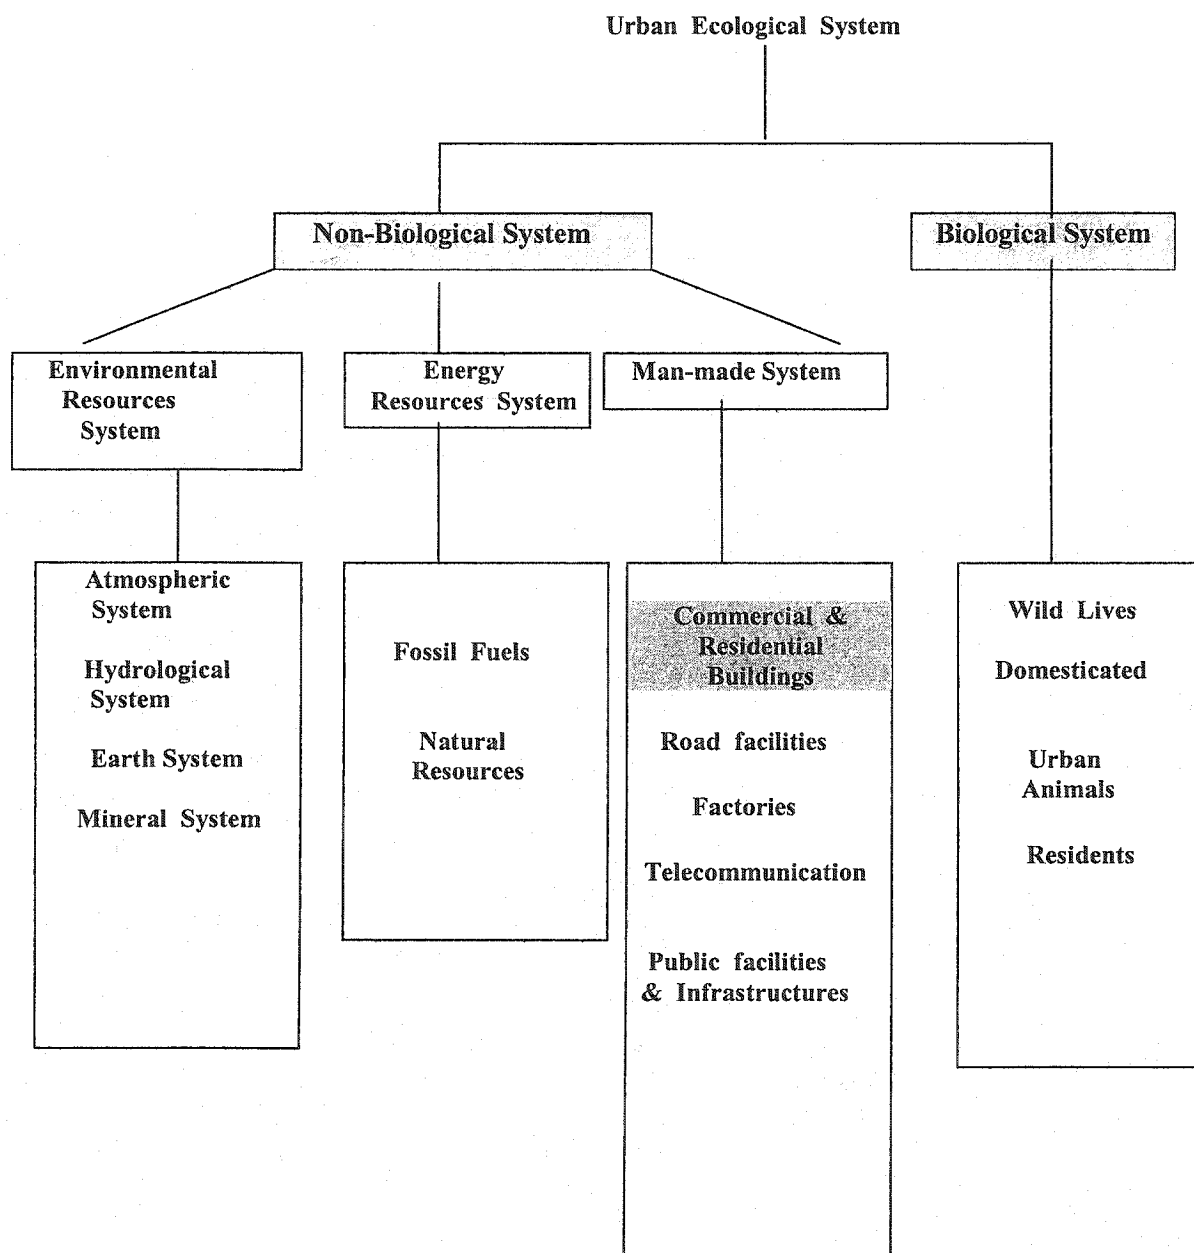 Urban Ecological System
Non-Biological System
Biological System
Environmental
Resources
System
Energy
Resources System
Man-made System
Atmospheric
System
Hydrological
System
Earth System
Mineral System
Fossil Fuels
Natural
Resources
Commercial &
Residential
Buildings
Road facilities
Factories
Telecommunication
Public facilities
& Infrastructures
Wild Lives
Domesticated
Urban
Animals
Residents